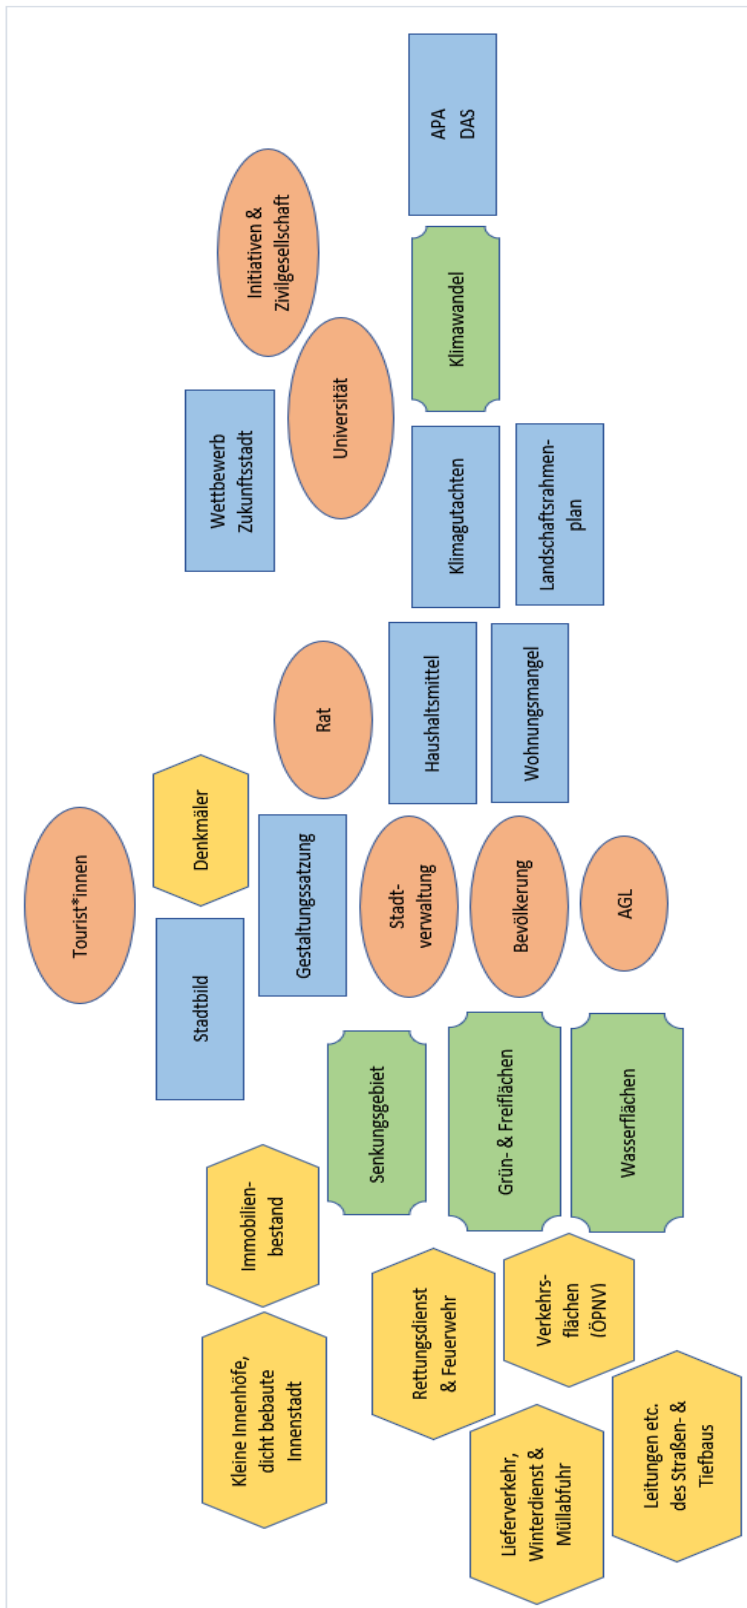 Tourist*innen
Stadtbild
Denkmäler
Wettbewerb
Zukunftsstadt
Kleine Innenhöfe,
dicht bebaute
Innenstadt
Immobilien-
bestand
Initiativen &
Zivilgesellschaft
Gestaltungssatzung
Rat
Universität
Senkungsgebiet
Stadt-
verwaltung
Rettungsdienst
& Feuerwehr
Haushaltsmittel
Klimagutachten
Klimawandel
APA
DAS
Grün- & Freiflächen
Bevölkerung
Wohnungsmangel
Landschaftsrahmen-
plan
Lieferverkehr,
Winterdienst &
Müllabfuhr
Verkehrs-
flächen
(ÖPNV)
Wasserflächen
AGL
Leitungen etc.
des Straßen- &
Tiefbaus